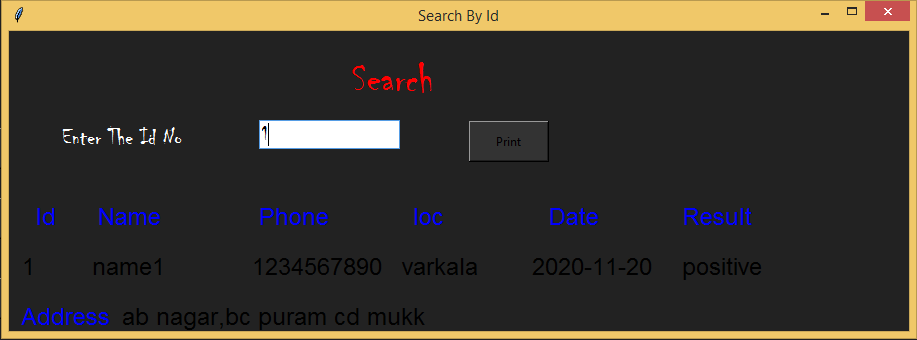 Search By Id
Search
Enter The Id No 1 Print
Id Name Phone loc Date Result
1 name1 1234567890 varkala 2020-11-20 positive
Address ab nagar,bc puram cd mukk